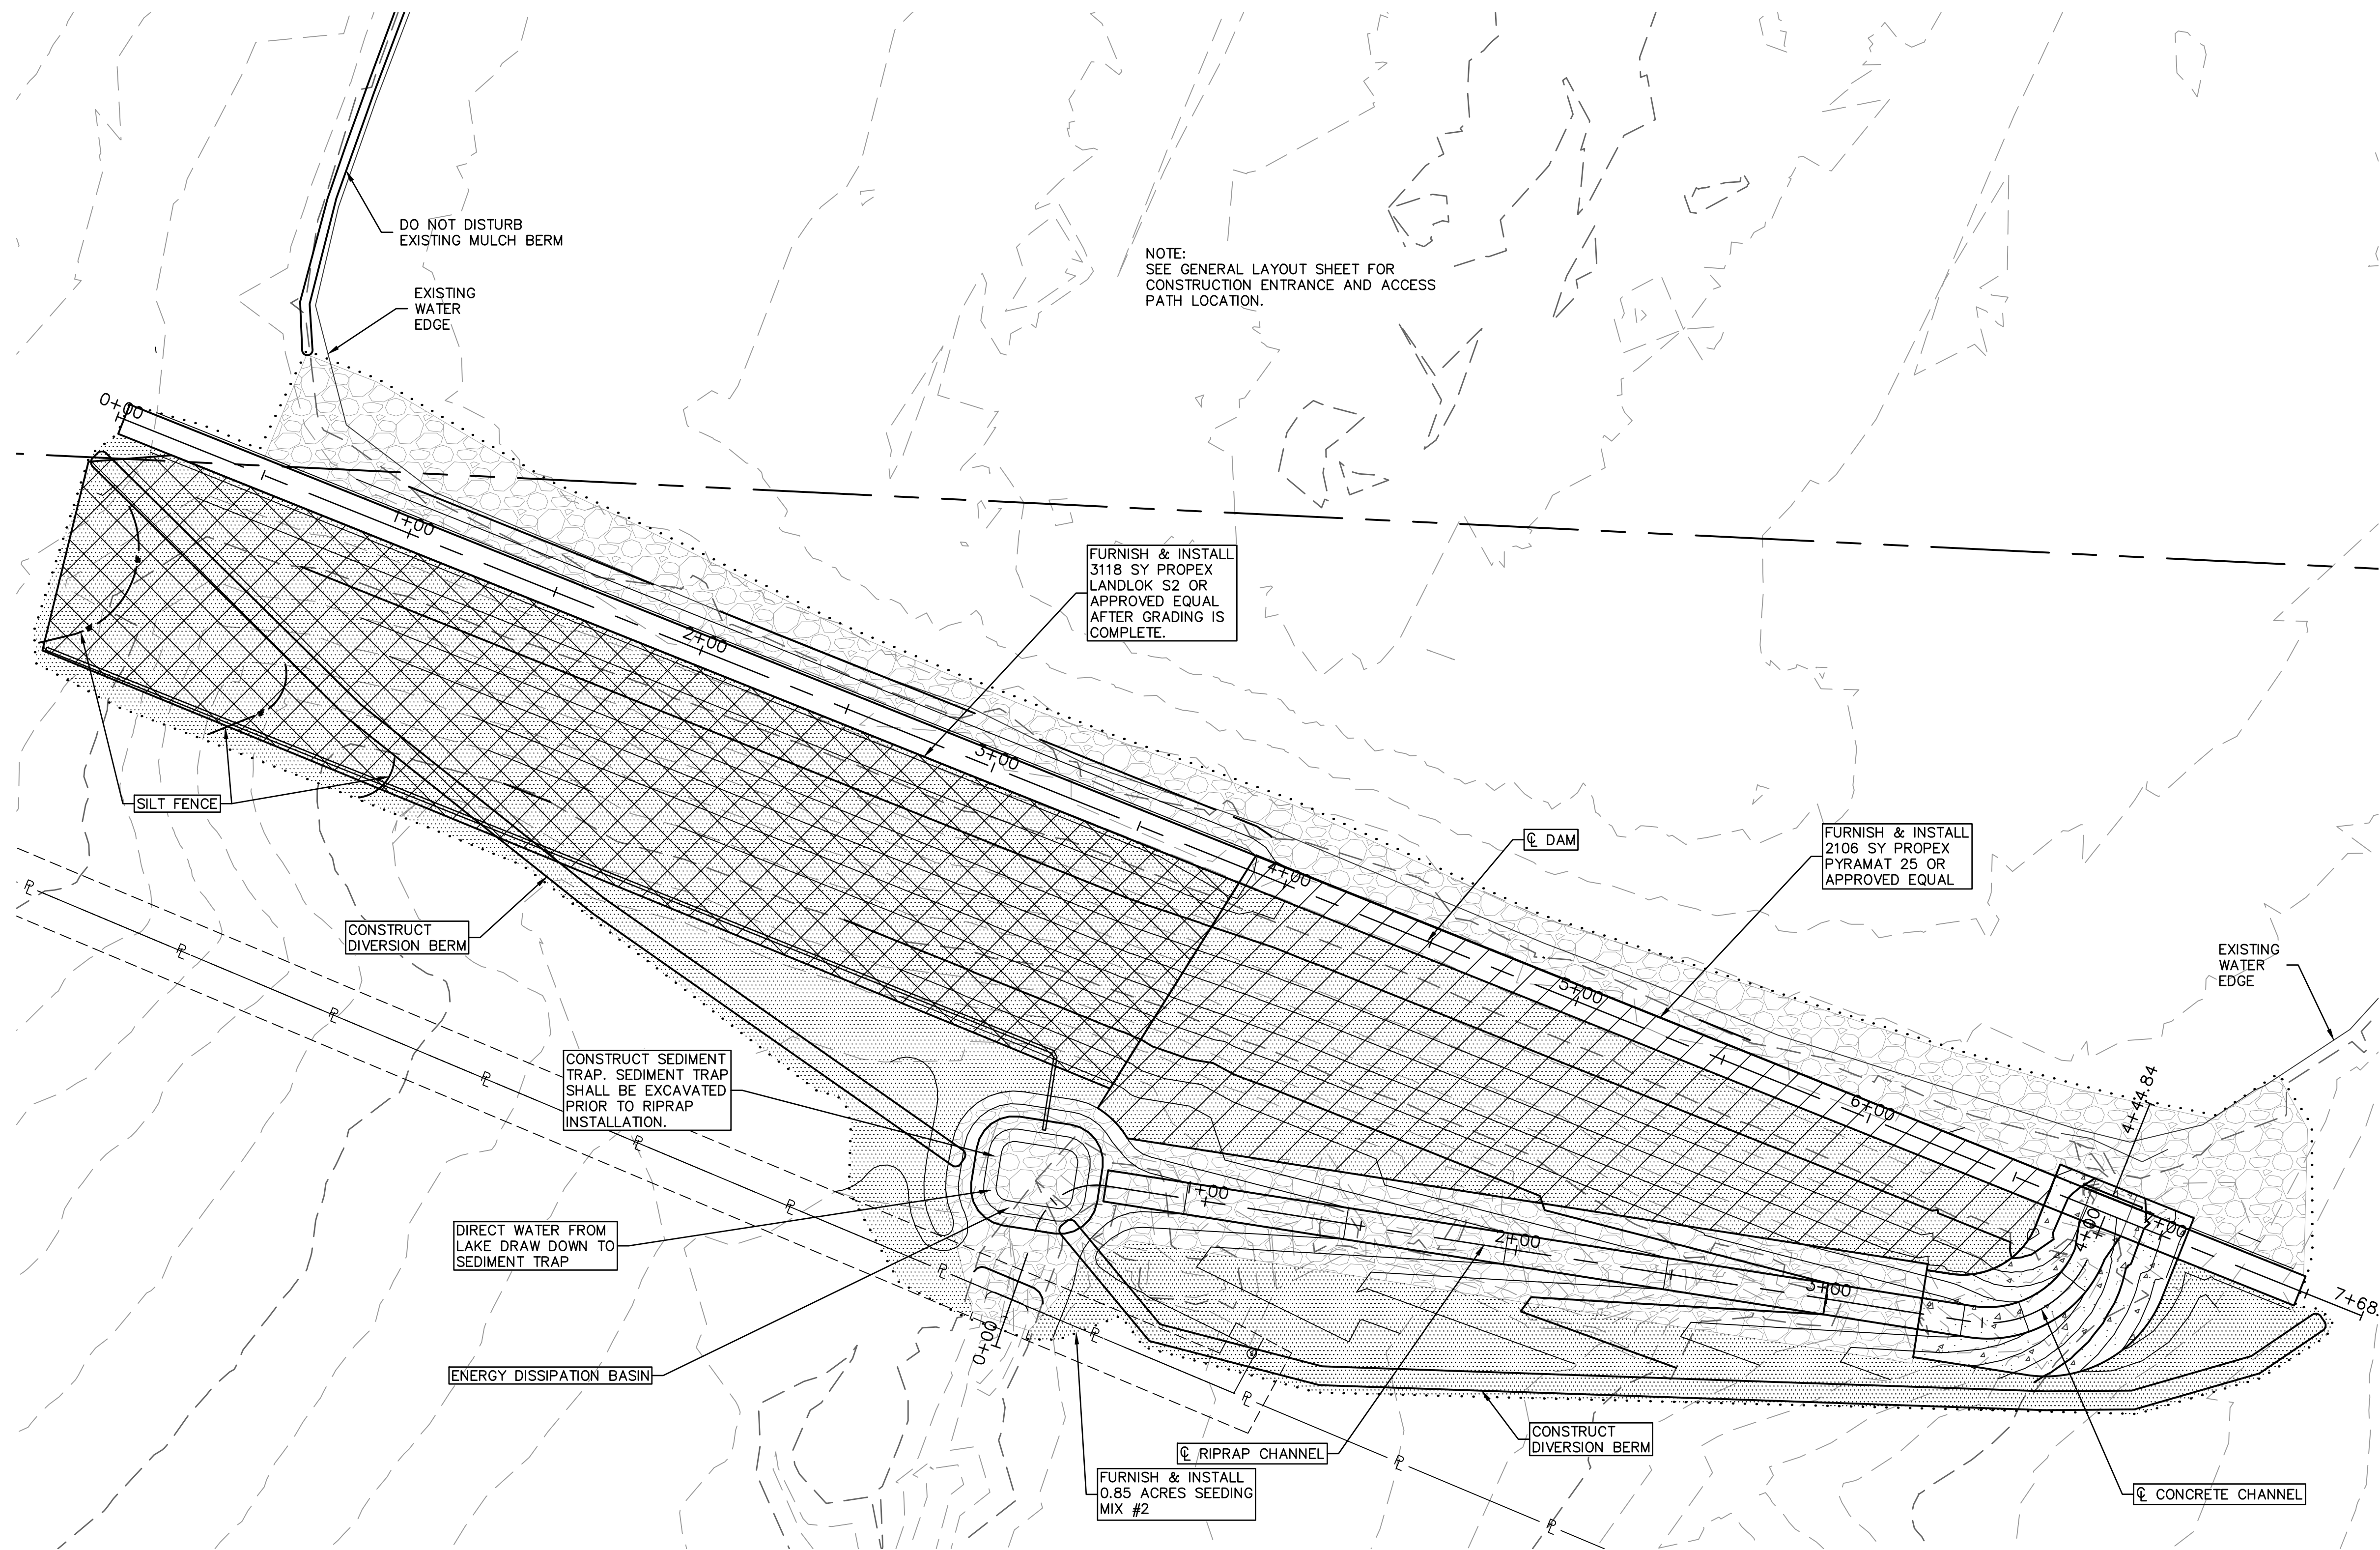 DO NOT DISTURB
EXISTING MULCH BERM
NOTE:
SEE GENERAL LAYOUT SHEET FOR
CONSTRUCTION ENTRANCE AND ACCESS
PATH LOCATION.
EXISTING
WATER
EDGE
0+00
1+00
2+00
3+00
4+00
5+00
6+00
7+00
7+68.
FURNISH & INSTALL
3118 SY PROPEX
LANDLOK S2 OR
APPROVED EQUAL
AFTER GRADING IS
COMPLETE.
SILT FENCE
℄ DAM
FURNISH & INSTALL
2106 SY PROPEX
PYRAMAT 25 OR
APPROVED EQUAL
CONSTRUCT
DIVERSION BERM
EXISTING
WATER
EDGE
CONSTRUCT SEDIMENT
TRAP. SEDIMENT TRAP
SHALL BE EXCAVATED
PRIOR TO RIPRAP
INSTALLATION.
4+44.84
4+00
DIRECT WATER FROM
LAKE DRAW DOWN TO
SEDIMENT TRAP
1+00
2+00
3+00
0+00
ENERGY DISSIPATION BASIN
℄ RIPRAP CHANNEL
CONSTRUCT
DIVERSION BERM
FURNISH & INSTALL
0.85 ACRES SEEDING
MIX #2
℄ CONCRETE CHANNEL